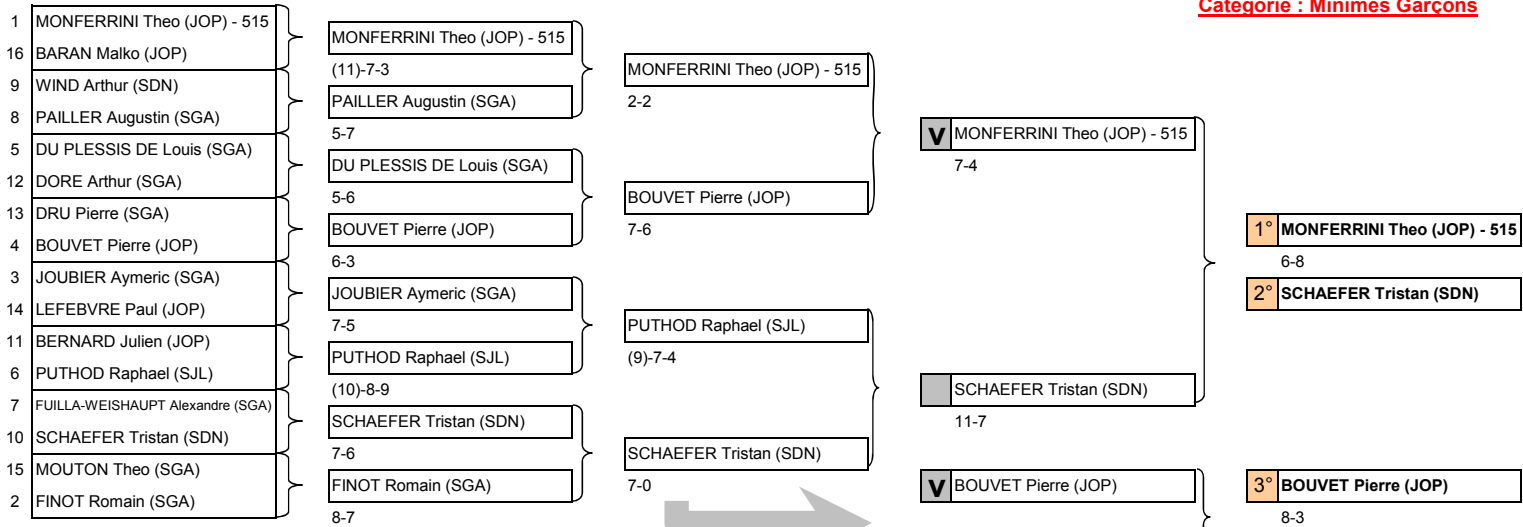 Catégorie : Minimes Garçons
1 MONFERRINI Theo (JOP) - 515
16 BARAN Malko (JOP)
9 WIND Arthur (SDN)
8 PAILLER Augustin (SGA)
5 DU PLESSIS DE Louis (SGA)
12 DORE Arthur (SGA)
13 DRU Pierre (SGA)
4 BOUVET Pierre (JOP)
3 JOUBIER Aymeric (SGA)
14 LEFEBVRE Paul (JOP)
11 BERNARD Julien (JOP)
6 PUTHOD Raphael (SJL)
7 FUILLA-WEISHAUPT Alexandre (SGA)
10 SCHAEFER Tristan (SDN)
15 MOUTON Theo (SGA)
2 FINOT Romain (SGA)
MONFERRINI Theo (JOP) - 515
(11)-7-3
PAILLER Augustin (SGA)
5-7
DU PLESSIS DE Louis (SGA)
5-6
BOUVET Pierre (JOP)
6-3
JOUBIER Aymeric (SGA)
7-5
PUTHOD Raphael (SJL)
(10)-8-9
SCHAEFER Tristan (SDN)
7-6
FINOT Romain (SGA)
8-7
MONFERRINI Theo (JOP) - 515
2-2
BOUVET Pierre (JOP)
7-6
PUTHOD Raphael (SJL)
(9)-7-4
SCHAEFER Tristan (SDN)
7-0
V MONFERRINI Theo (JOP) - 515
7-4
SCHAEFER Tristan (SDN)
11-7
V BOUVET Pierre (JOP)
1° MONFERRINI Theo (JOP) - 515
6-8
2° SCHAEFER Tristan (SDN)
3° BOUVET Pierre (JOP)
8-3